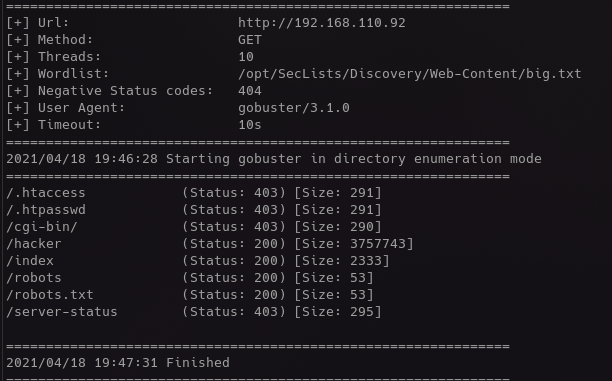 ===============================================================
[+] Url:                     http://192.168.110.92
[+] Method:                  GET
[+] Threads:                 10
[+] Wordlist:                /opt/SecLists/Discovery/Web-Content/big.txt
[+] Negative Status codes:   404
[+] User Agent:              gobuster/3.1.0
[+] Timeout:                 10s
===============================================================
2021/04/18 19:46:28 Starting gobuster in directory enumeration mode
===============================================================
/.htaccess            (Status: 403) [Size: 291]
/.htpasswd            (Status: 403) [Size: 291]
/cgi-bin/             (Status: 403) [Size: 290]
/hacker               (Status: 200) [Size: 3757743]
/index                (Status: 200) [Size: 2333]
/robots               (Status: 200) [Size: 53]
/robots.txt           (Status: 200) [Size: 53]
/server-status        (Status: 403) [Size: 295]
===============================================================
2021/04/18 19:47:31 Finished
===============================================================